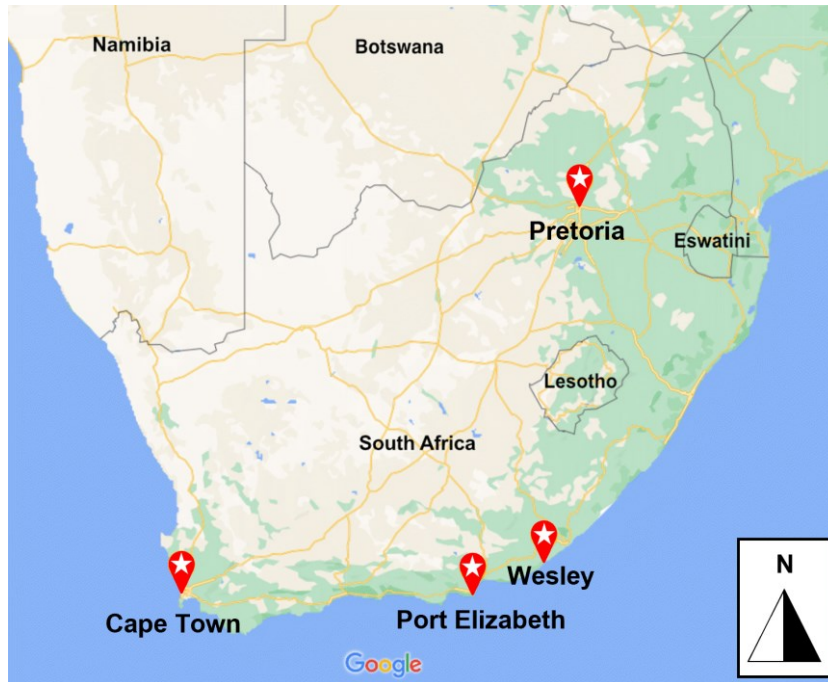 Namibia
Botswana
Pretoria
Eswatini
Lesotho
South Africa
Wesley
Cape Town
Port Elizabeth
N
Google